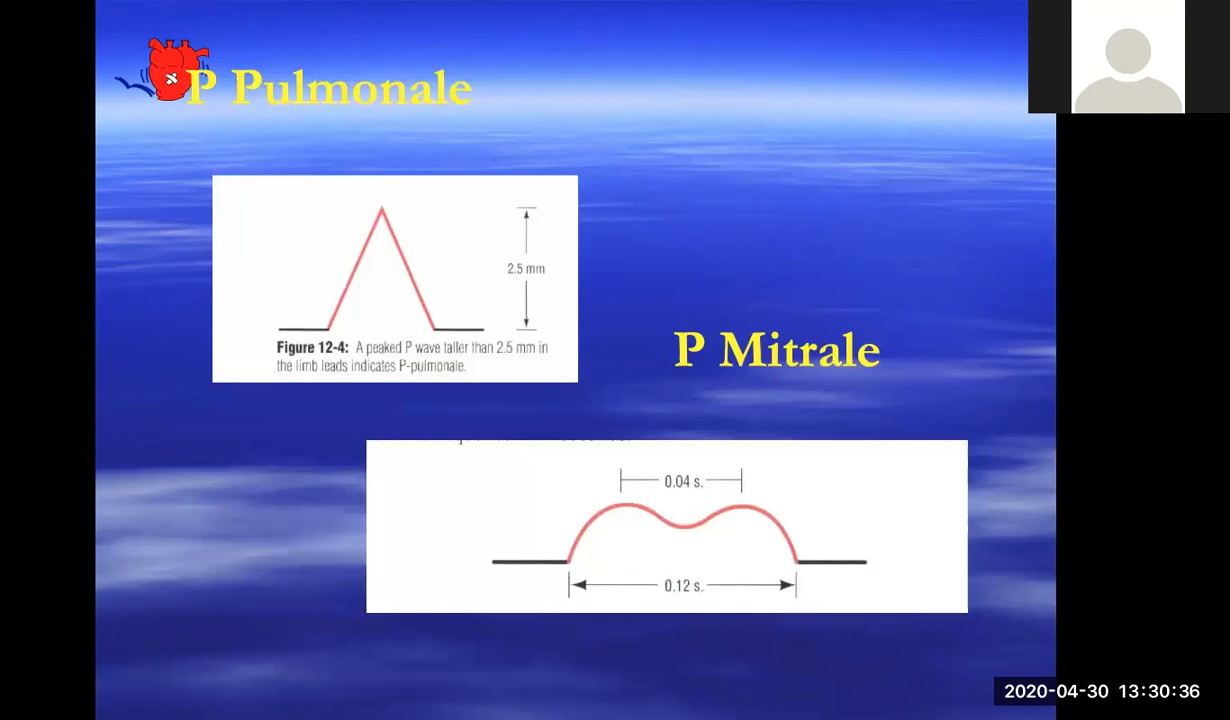 P Pulmonale
2.5 mm
Figure 12-4: A peaked P wave taller than 2.5 mm in
the limb leads indicates P-pulmonale.
P Mitrale
0.04 s.
0.12 s.
2020-04-30 13:30:36